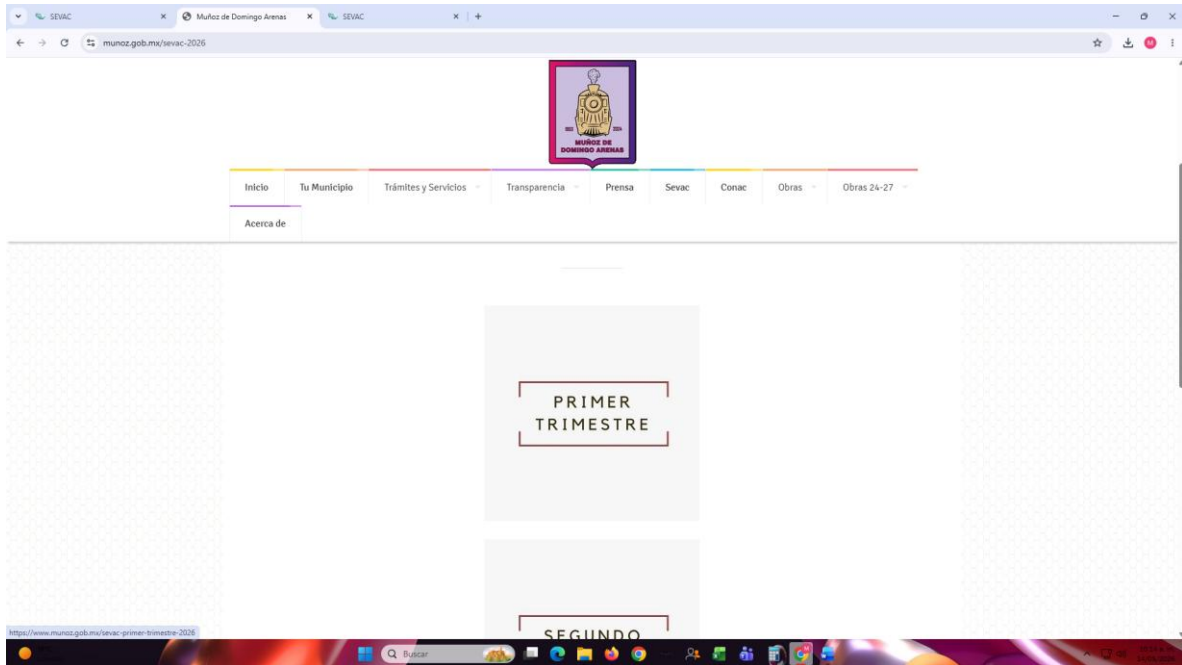 SEVAC
Muñoz de Domingo Arenas
SEVAC
munoz.gob.mx/sevac-2026
M
MUÑOZ DE
DOMINGO ARENAS
Inicio
Tu Municipio
Trámites y Servicios
Transparencia
Prensa
Sevac
Conac
Obras
Obras 24-27
Acerca de
PRIMER
TRIMESTRE
SEGUNDO
https://www.munoz.gob.mx/sevac-primer-trimestre-2026
Buscar